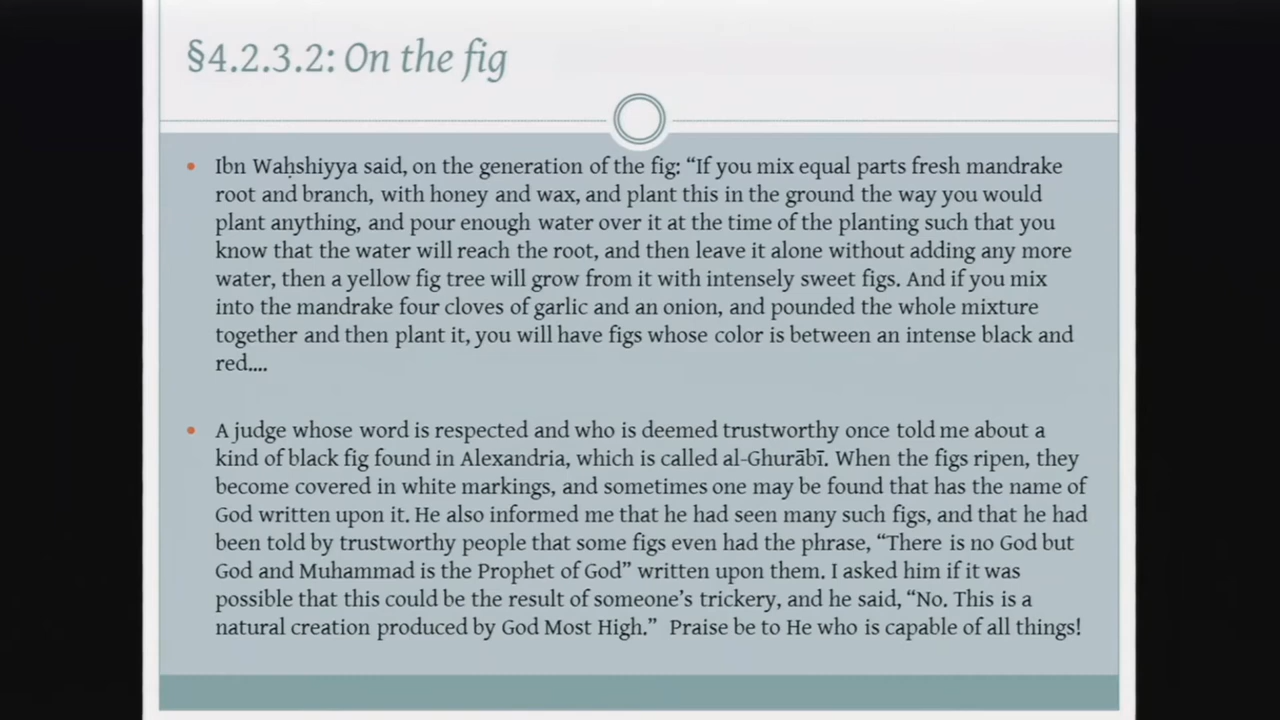 §4.2.3.2: On the fig
• Ibn Waḥshiyya said, on the generation of the fig: “If you mix equal parts fresh mandrake
root and branch, with honey and wax, and plant this in the ground the way you would
plant anything, and pour enough water over it at the time of the planting such that you
know that the water will reach the root, and then leave it alone without adding any more
water, then a yellow fig tree will grow from it with intensely sweet figs. And if you mix
into the mandrake four cloves of garlic and an onion, and pounded the whole mixture
together and then plant it, you will have figs whose color is between an intense black and
red....
• A judge whose word is respected and who is deemed trustworthy once told me about a
kind of black fig found in Alexandria, which is called al-Ghurābī. When the figs ripen, they
become covered in white markings, and sometimes one may be found that has the name of
God written upon it. He also informed me that he had seen many such figs, and that he had
been told by trustworthy people that some figs even had the phrase, “There is no God but
God and Muhammad is the Prophet of God” written upon them. I asked him if it was
possible that this could be the result of someone’s trickery, and he said, “No. This is a
natural creation produced by God Most High.”  Praise be to He who is capable of all things!